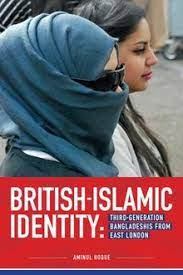 BRITISH-ISLAMIC
IDENTITY:
THIRD-GENERATION
BANGLADESHIS FROM
EAST LONDON
AMINUL HOQUE